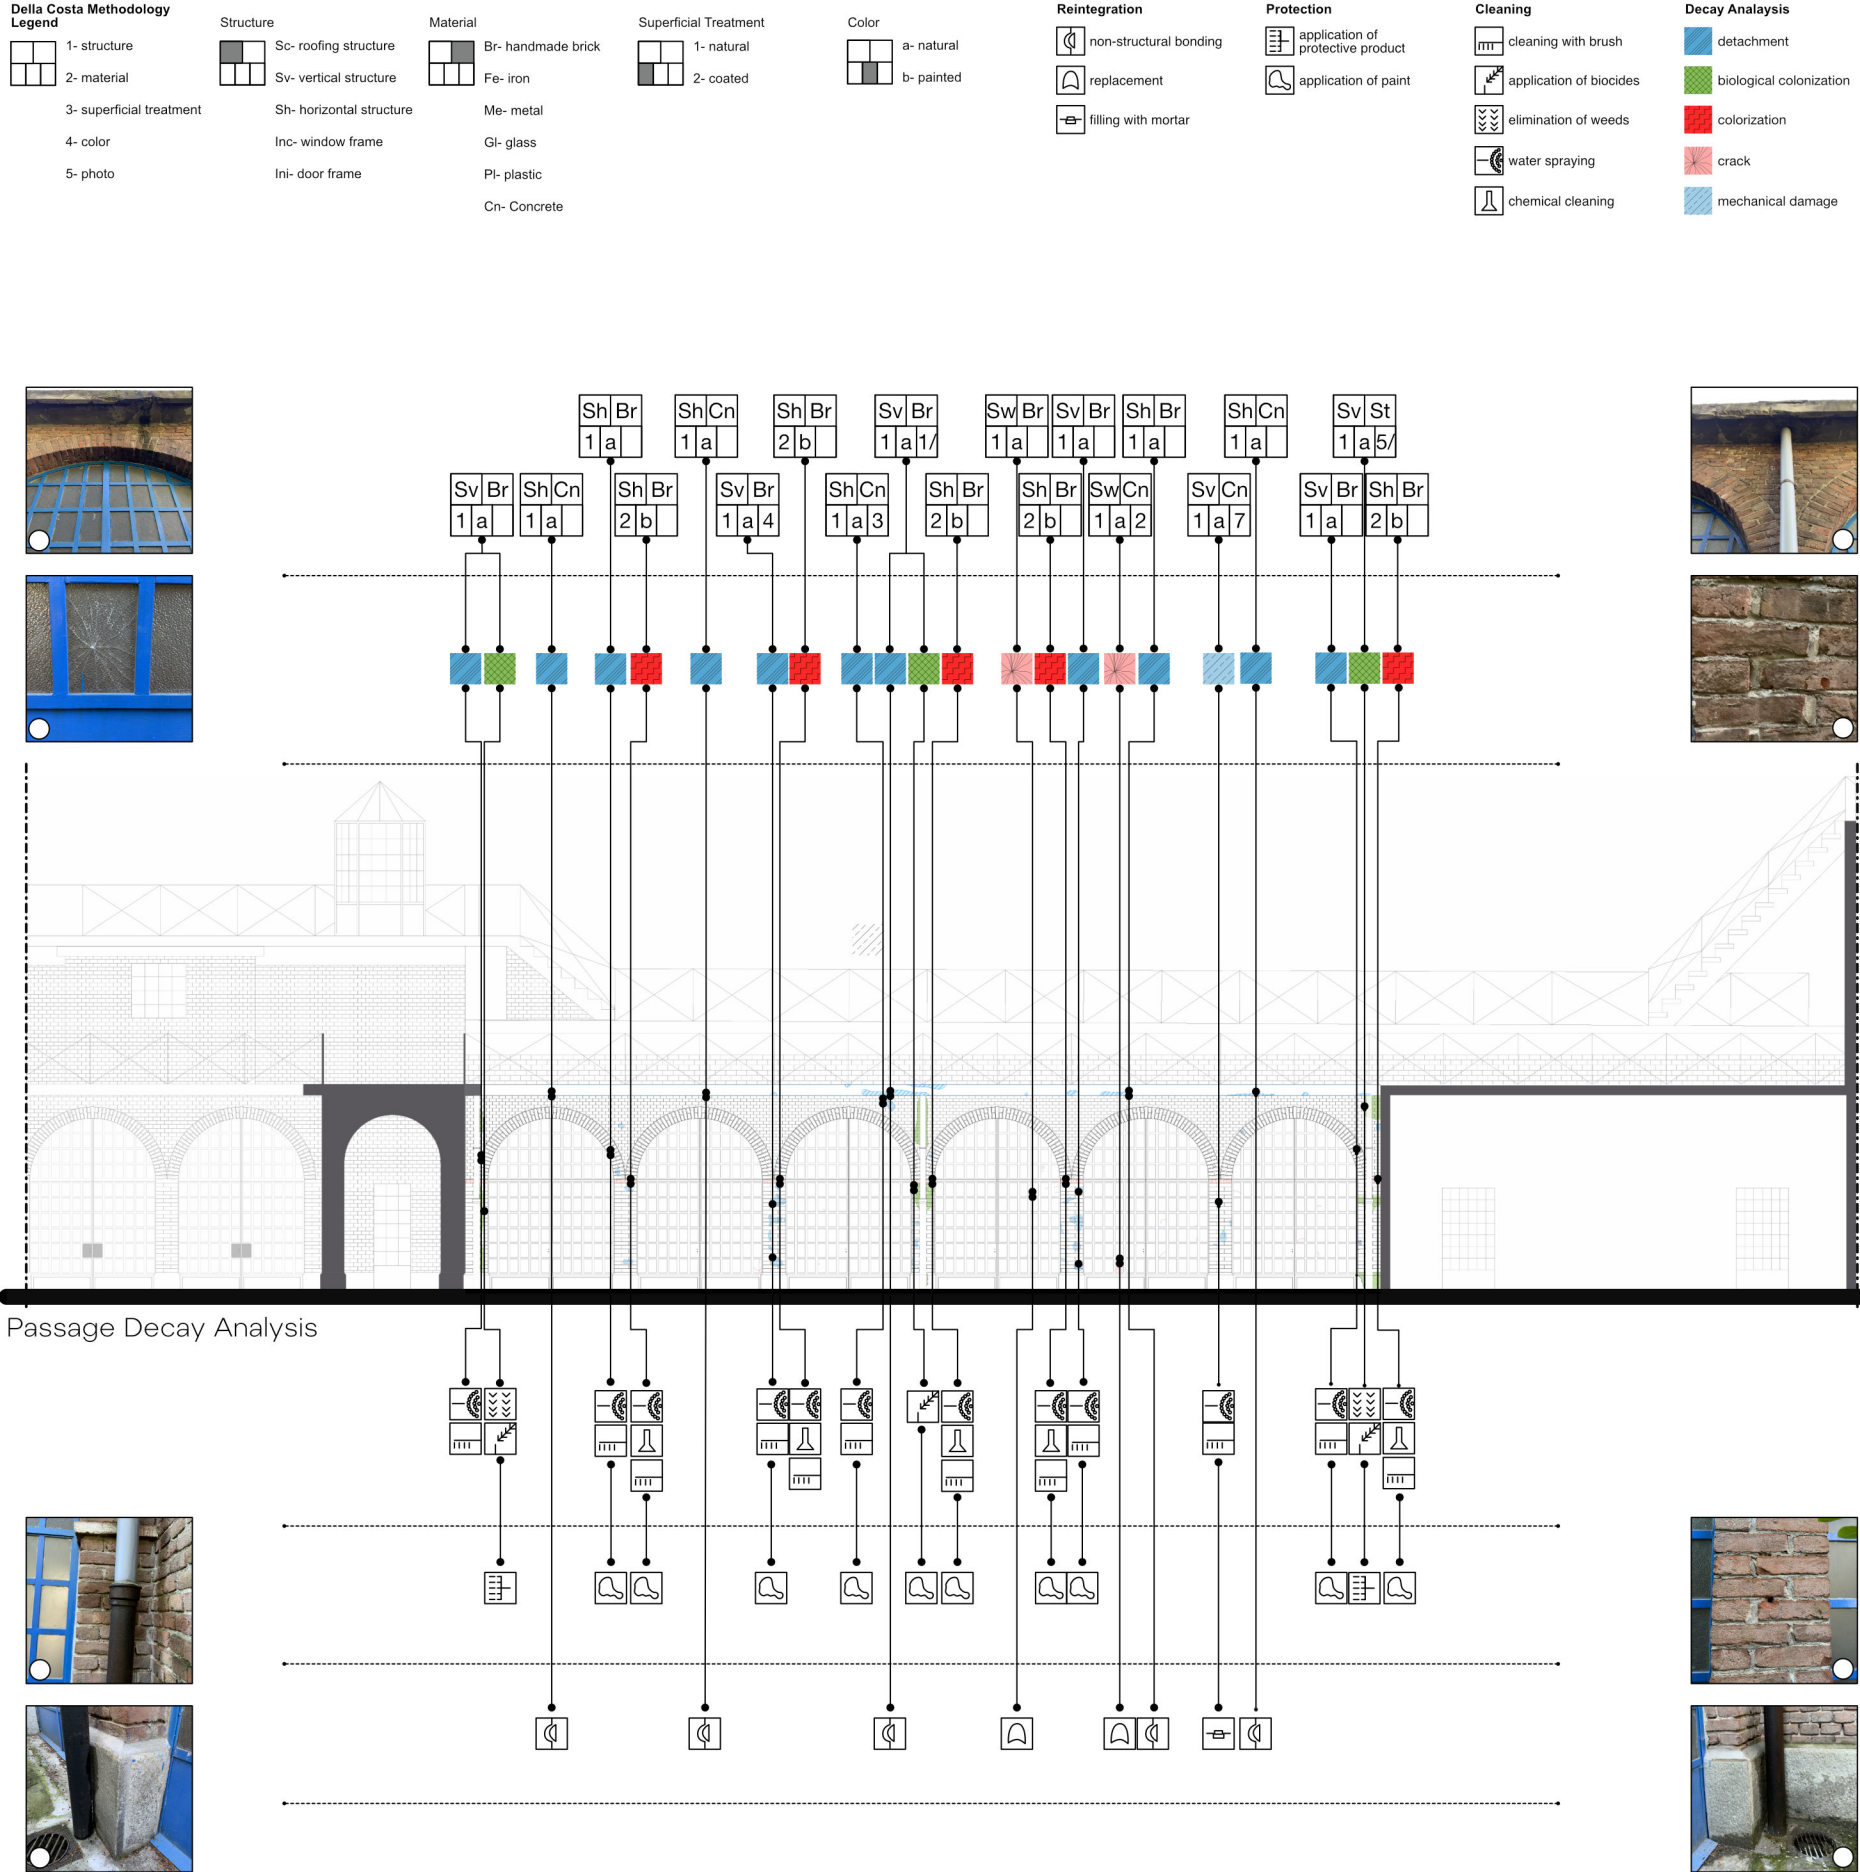 Della Costa Methodology
Legend
1- structure
2- material
3- superficial treatment
4- color
5- photo
Structure
Sc- roofing structure
Sv- vertical structure
Sh- horizontal structure
Inc- window frame
Ini- door frame
Material
Br- handmade brick
Fe- iron
Me- metal
Gl- glass
Pl- plastic
Cn- Concrete
Superficial Treatment
1- natural
2- coated
Color
a- natural
b- painted
Reintegration
non-structural bonding
replacement
filling with mortar
Protection
application of
protective product
application of paint
Cleaning
cleaning with brush
application of biocides
elimination of weeds
water spraying
chemical cleaning
Decay Analaysis
detachment
biological colonization
colorization
crack
mechanical damage
Sh Br
1 a
Sh Cn
1 a
Sh Br
2 b
Sv Br
1 a 1/
Sw Br
1 a
Sv Br
1 a
Sh Br
1 a
Sh Cn
1 a
Sv St
1 a 5/
Sv Br
1 a
Sh Cn
1 a
Sh Br
2 b
Sv Br
1 a 4
Sh Cn
1 a 3
Sh Br
2 b
Sh Br
2 b
Sw Cn
1 a 2
Sv Cn
1 a 7
Sv Br
1 a
Sh Br
2 b
Passage Decay Analysis